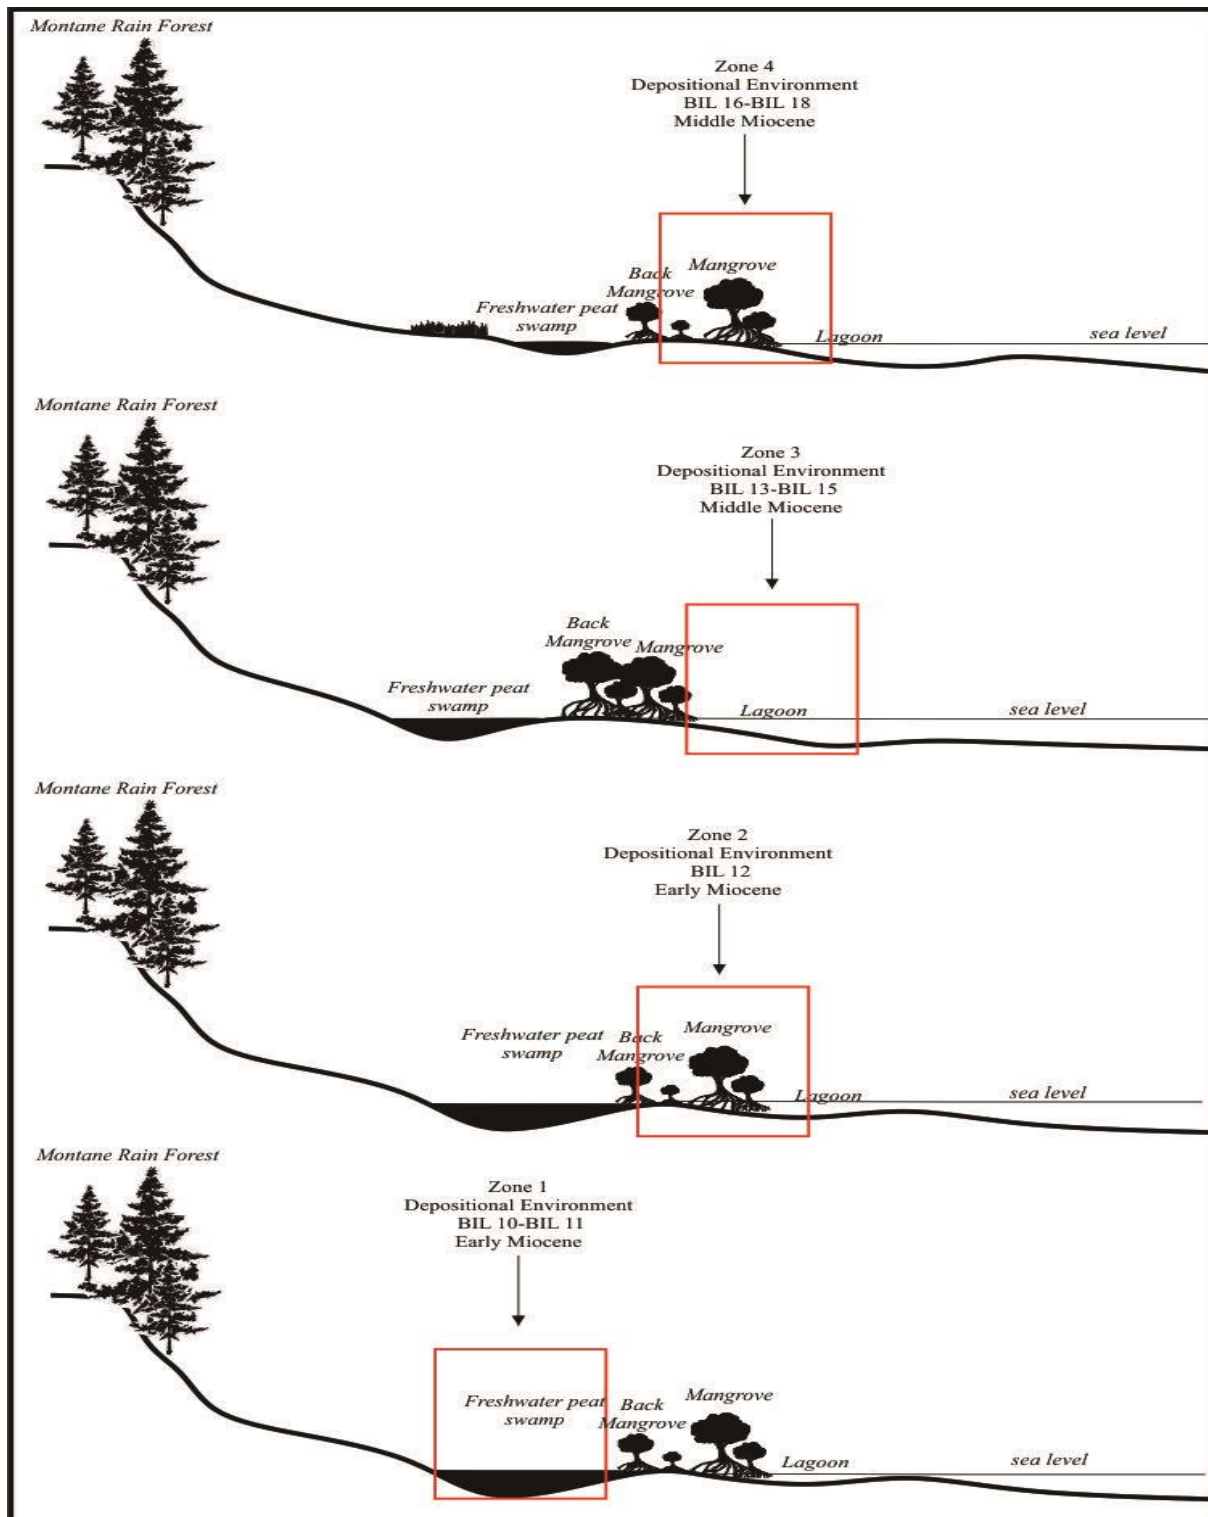 Montane Rain Forest
Zone 4
Depositional Environment
BIL 16-BIL 18
Middle Miocene
Mangrove
Back
Mangrove
Freshwater peat
swamp
Lagoon
sea level
Montane Rain Forest
Zone 3
Depositional Environment
BIL 13-BIL 15
Middle Miocene
Back
Mangrove
Mangrove
Freshwater peat
swamp
Lagoon
sea level
Montane Rain Forest
Zone 2
Depositional Environment
BIL 12
Early Miocene
Freshwater peat
swamp
Back
Mangrove
Mangrove
Lagoon
sea level
Montane Rain Forest
Zone 1
Depositional Environment
BIL 10-BIL 11
Early Miocene
Freshwater peat
swamp
Back
Mangrove
Mangrove
Lagoon
sea level